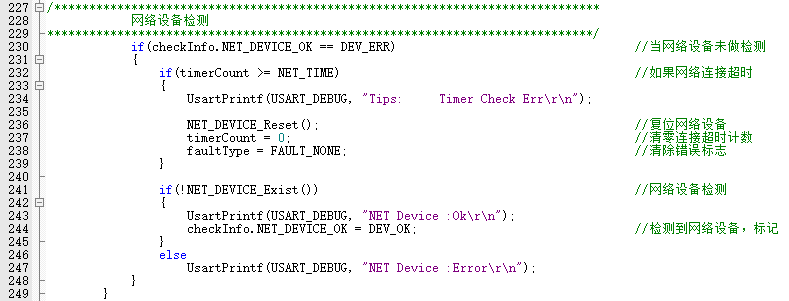 227 /************************************************************************
228 网络设备检测
229 ************************************************************************/
230 if(checkInfo.NET_DEVICE_OK == DEV_ERR) //当网络设备未做检测
231 {
232 if(timerCount >= NET_TIME) //如果网络连接超时
233 {
234 UsartPrintf(USART_DEBUG, "Tips: Timer Check Err\r\n");
235
236 NET_DEVICE_Reset(); //复位网络设备
237 timerCount = 0; //清零连接超时计数
238 faultType = FAULT_NONE; //清除错误标志
239 }
240
241 if(!NET_DEVICE_Exist()) //网络设备检测
242 {
243 UsartPrintf(USART_DEBUG, "NET Device :Ok\r\n");
244 checkInfo.NET_DEVICE_OK = DEV_OK; //检测到网络设备，标记
245 }
246 else
247 UsartPrintf(USART_DEBUG, "NET Device :Error\r\n");
248 }
249 }